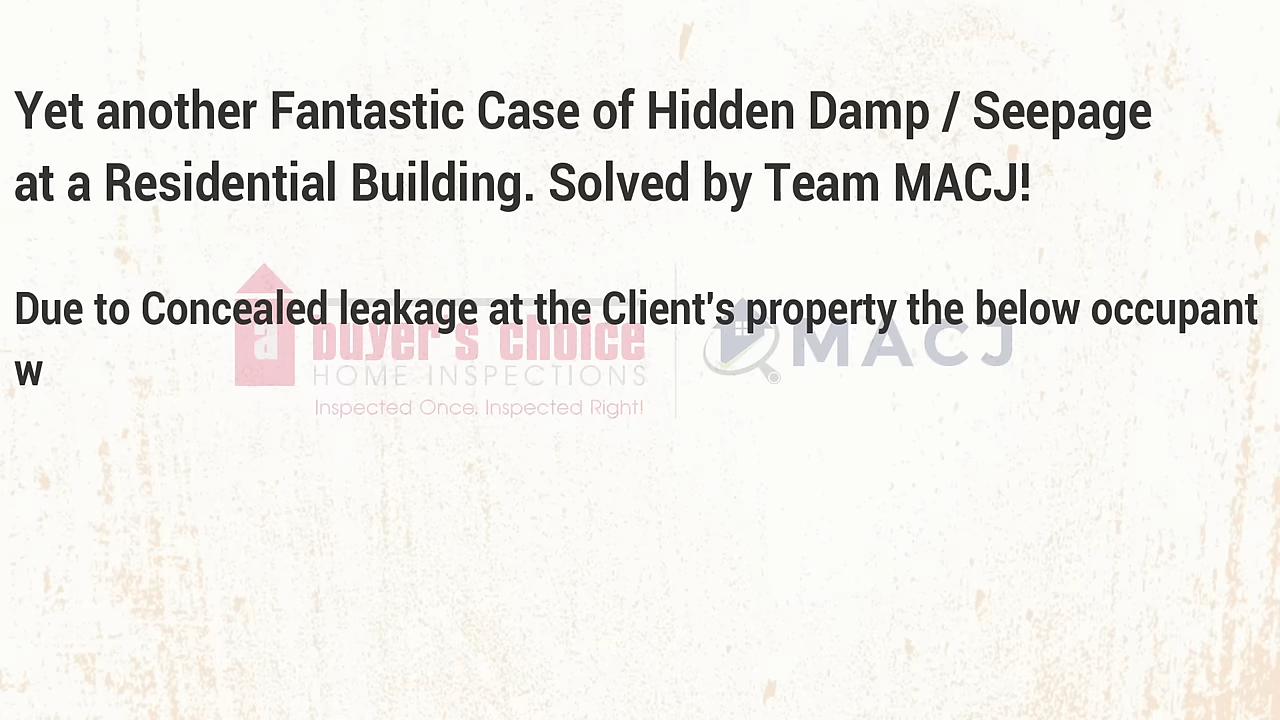 Yet another Fantastic Case of Hidden Damp / Seepage
at a Residential Building. Solved by Team MACJ!
Due to Concealed leakage at the Client's property the below occupant
w
a buyer's choice
HOME INSPECTIONS
Inspected Once. Inspected Right!
MACJ